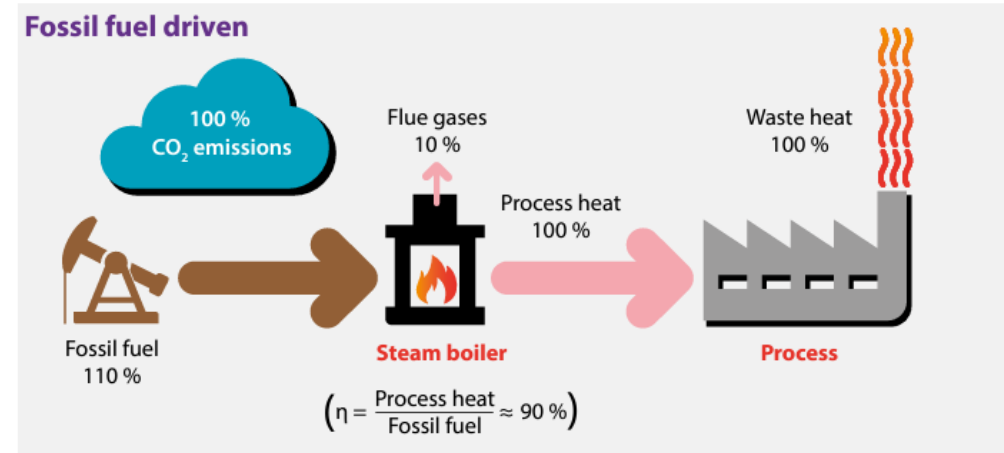 Fossil fuel driven
100 %
CO₂ emissions
Flue gases
10 %
Waste heat
100 %
Process heat
100 %
Fossil fuel
110 %
Steam boiler
Process
(η = Process heat / Fossil fuel ≈ 90 %)